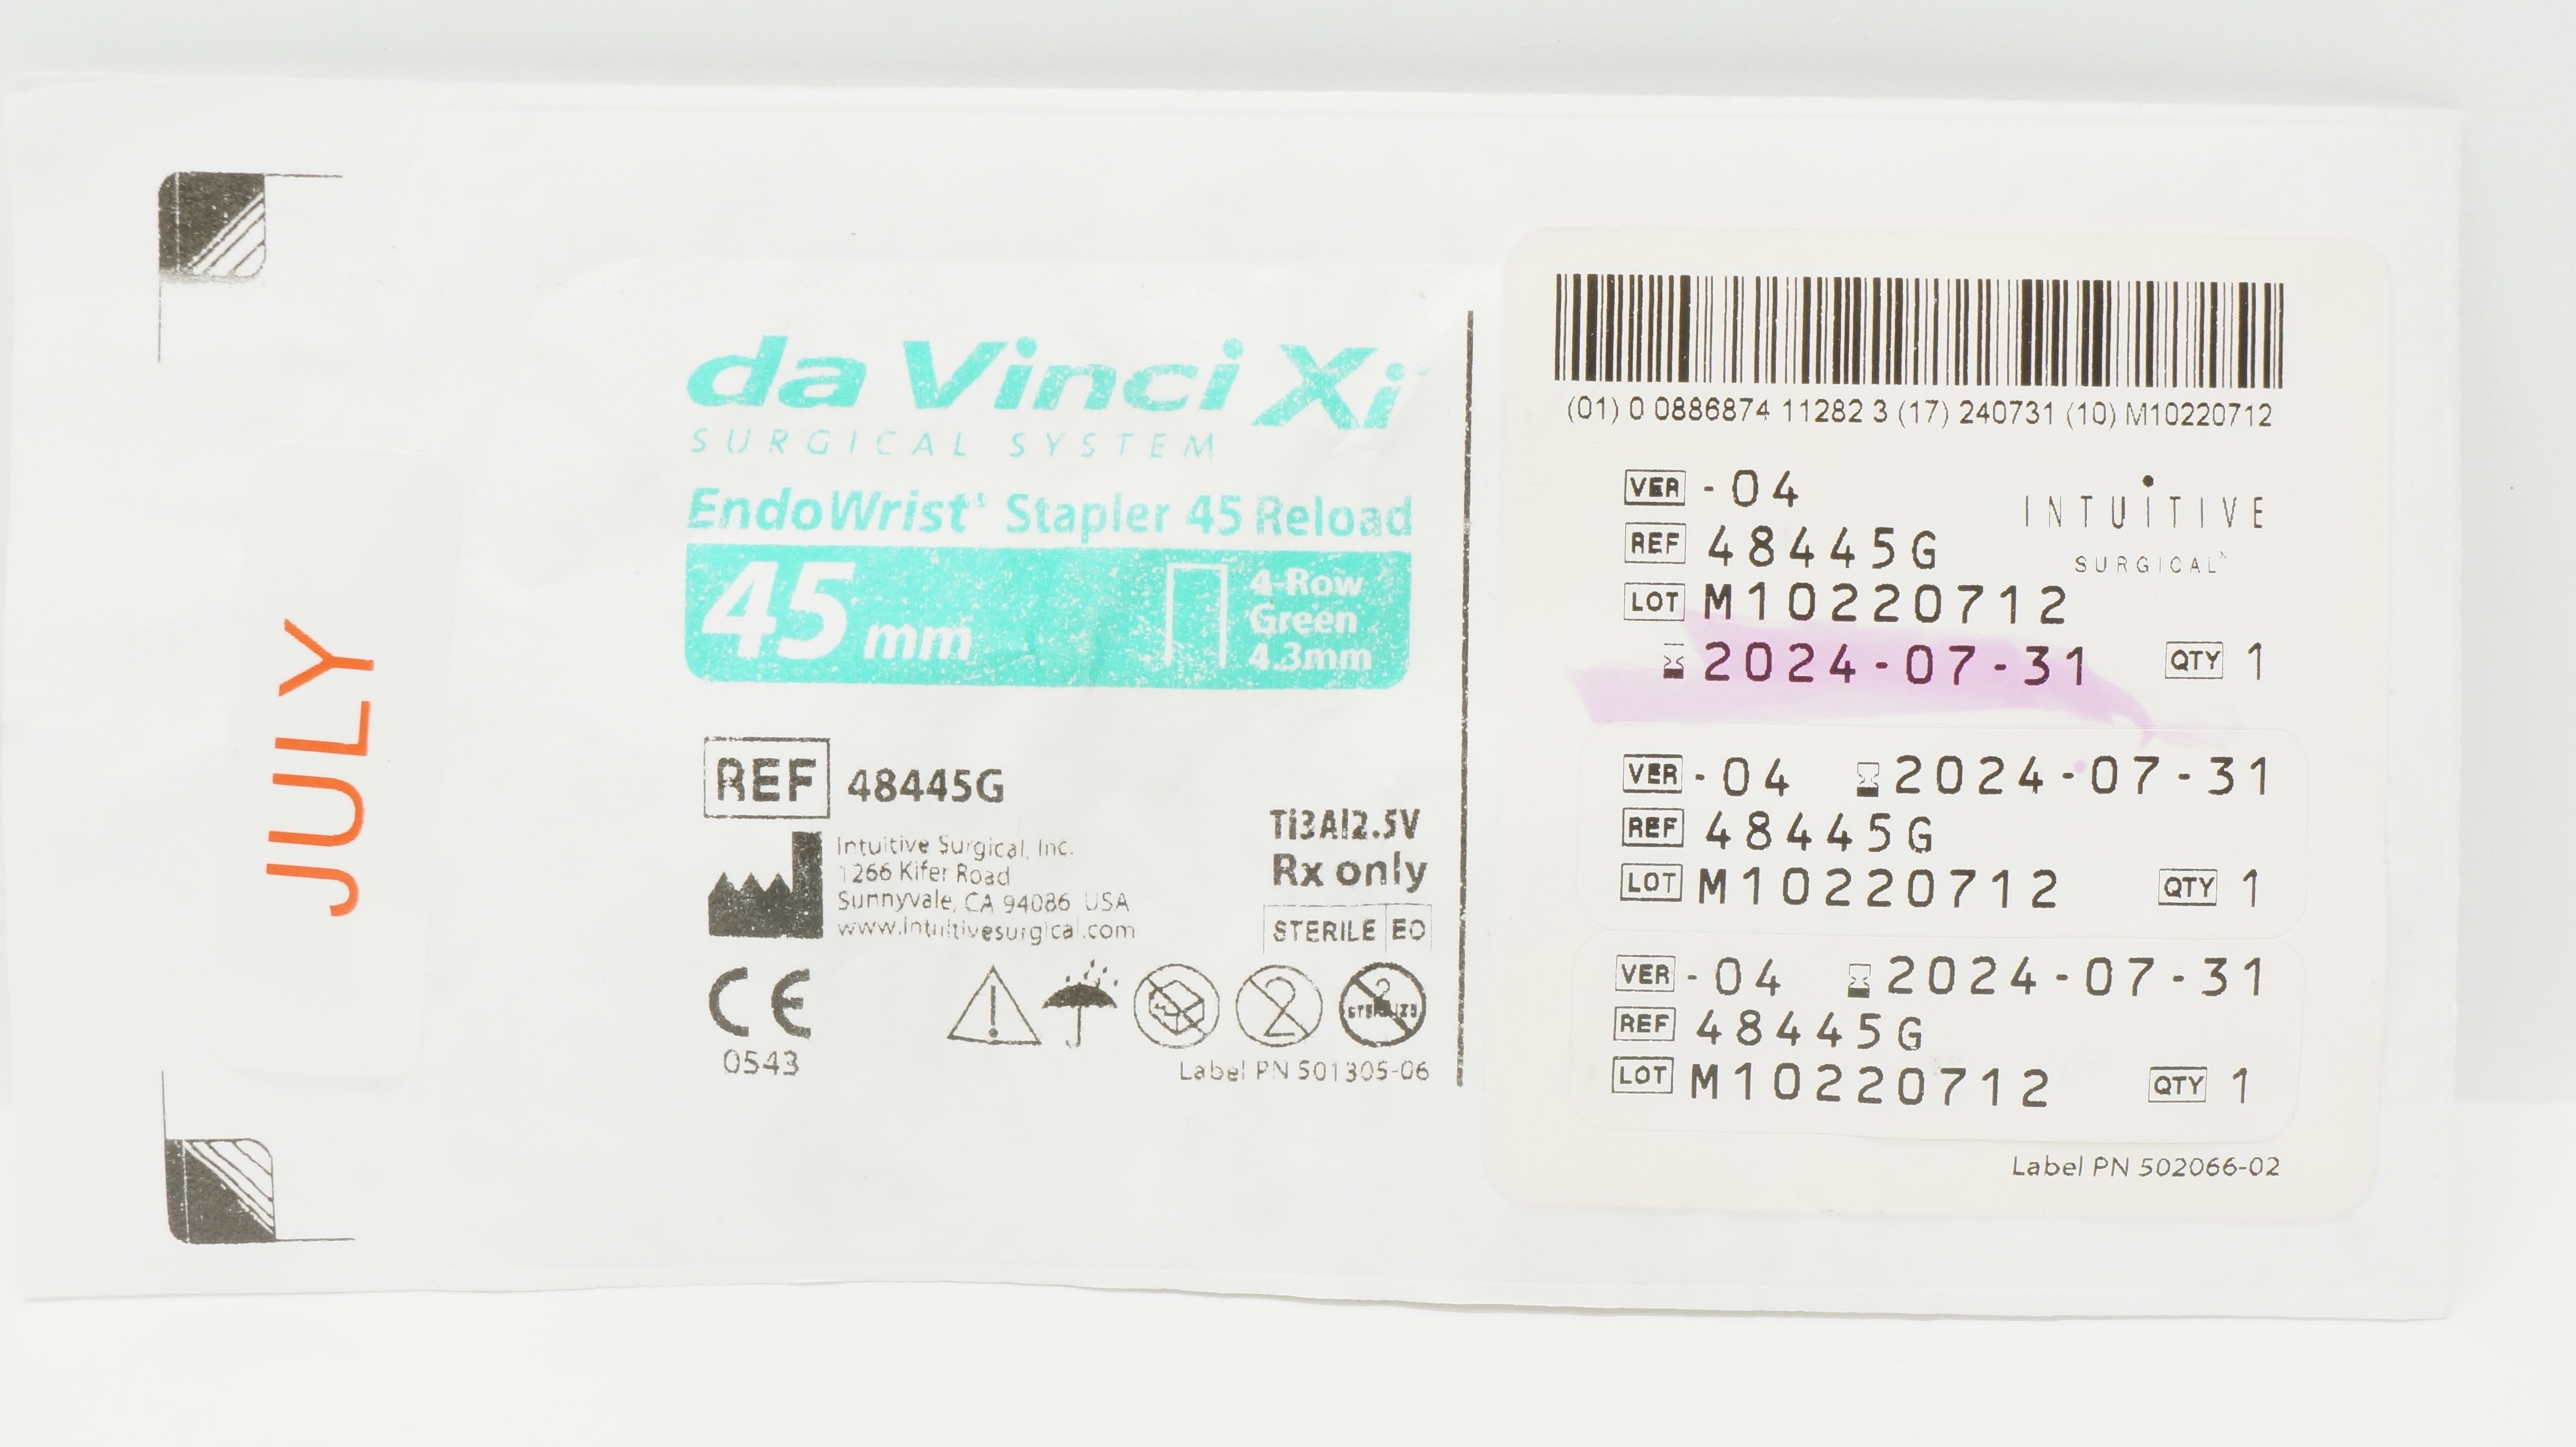 JULY
da Vinci Xi
SURGICAL SYSTEM
EndoWrist® Stapler 45 Reload
45 mm
4-Row
Green
4.3mm
REF 48445G
Intuitive Surgical, Inc.
1266 Kifer Road
Sunnyvale, CA 94086 USA
www.intuitivesurgical.com
Ti3Al2.5V
Rx only
STERILE EO
CE
0543
2
STERILIZE
Label PN 501305-06
(01) 0 0886874 11282 3 (17) 240731 (10) M10220712
VER -04
REF 48445G
INTUITIVE
SURGICAL
LOT M10220712
2024-07-31 QTY 1
VER -04 2024-07-31
REF 48445G
LOT M10220712 QTY 1
VER -04 2024-07-31
REF 48445G
LOT M10220712 QTY 1
Label PN 502066-02